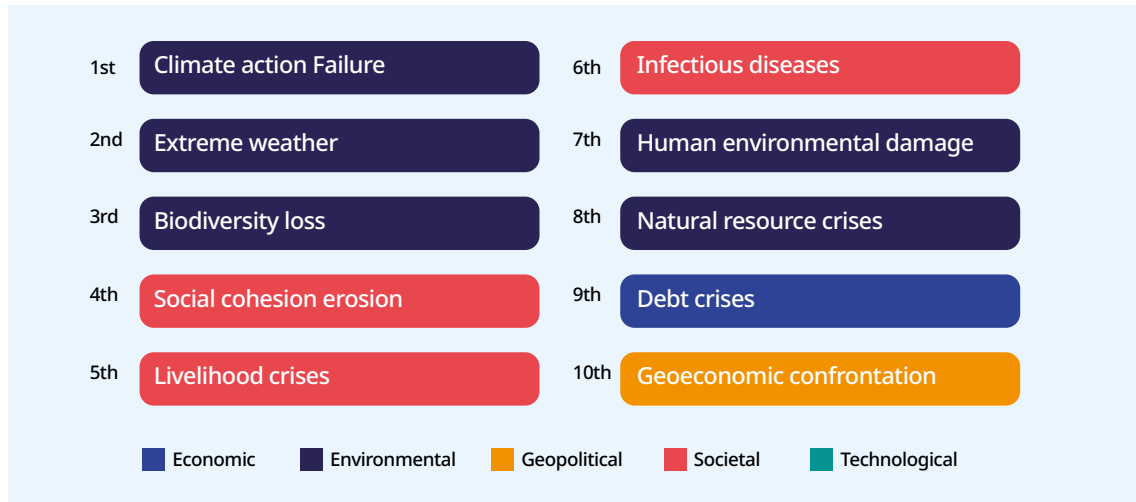 1st Climate action Failure
2nd Extreme weather
3rd Biodiversity loss
4th Social cohesion erosion
5th Livelihood crises
6th Infectious diseases
7th Human environmental damage
8th Natural resource crises
9th Debt crises
10th Geoeconomic confrontation
Economic Environmental Geopolitical Societal Technological